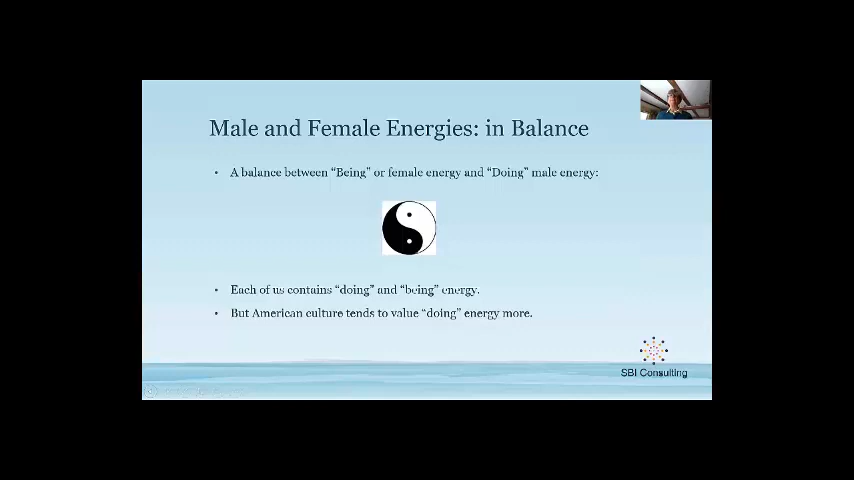 Male and Female Energies: in Balance
• A balance between “Being” or female energy and “Doing” male energy:
• Each of us contains “doing” and “being” energy.
• But American culture tends to value “doing” energy more.
SBI Consulting